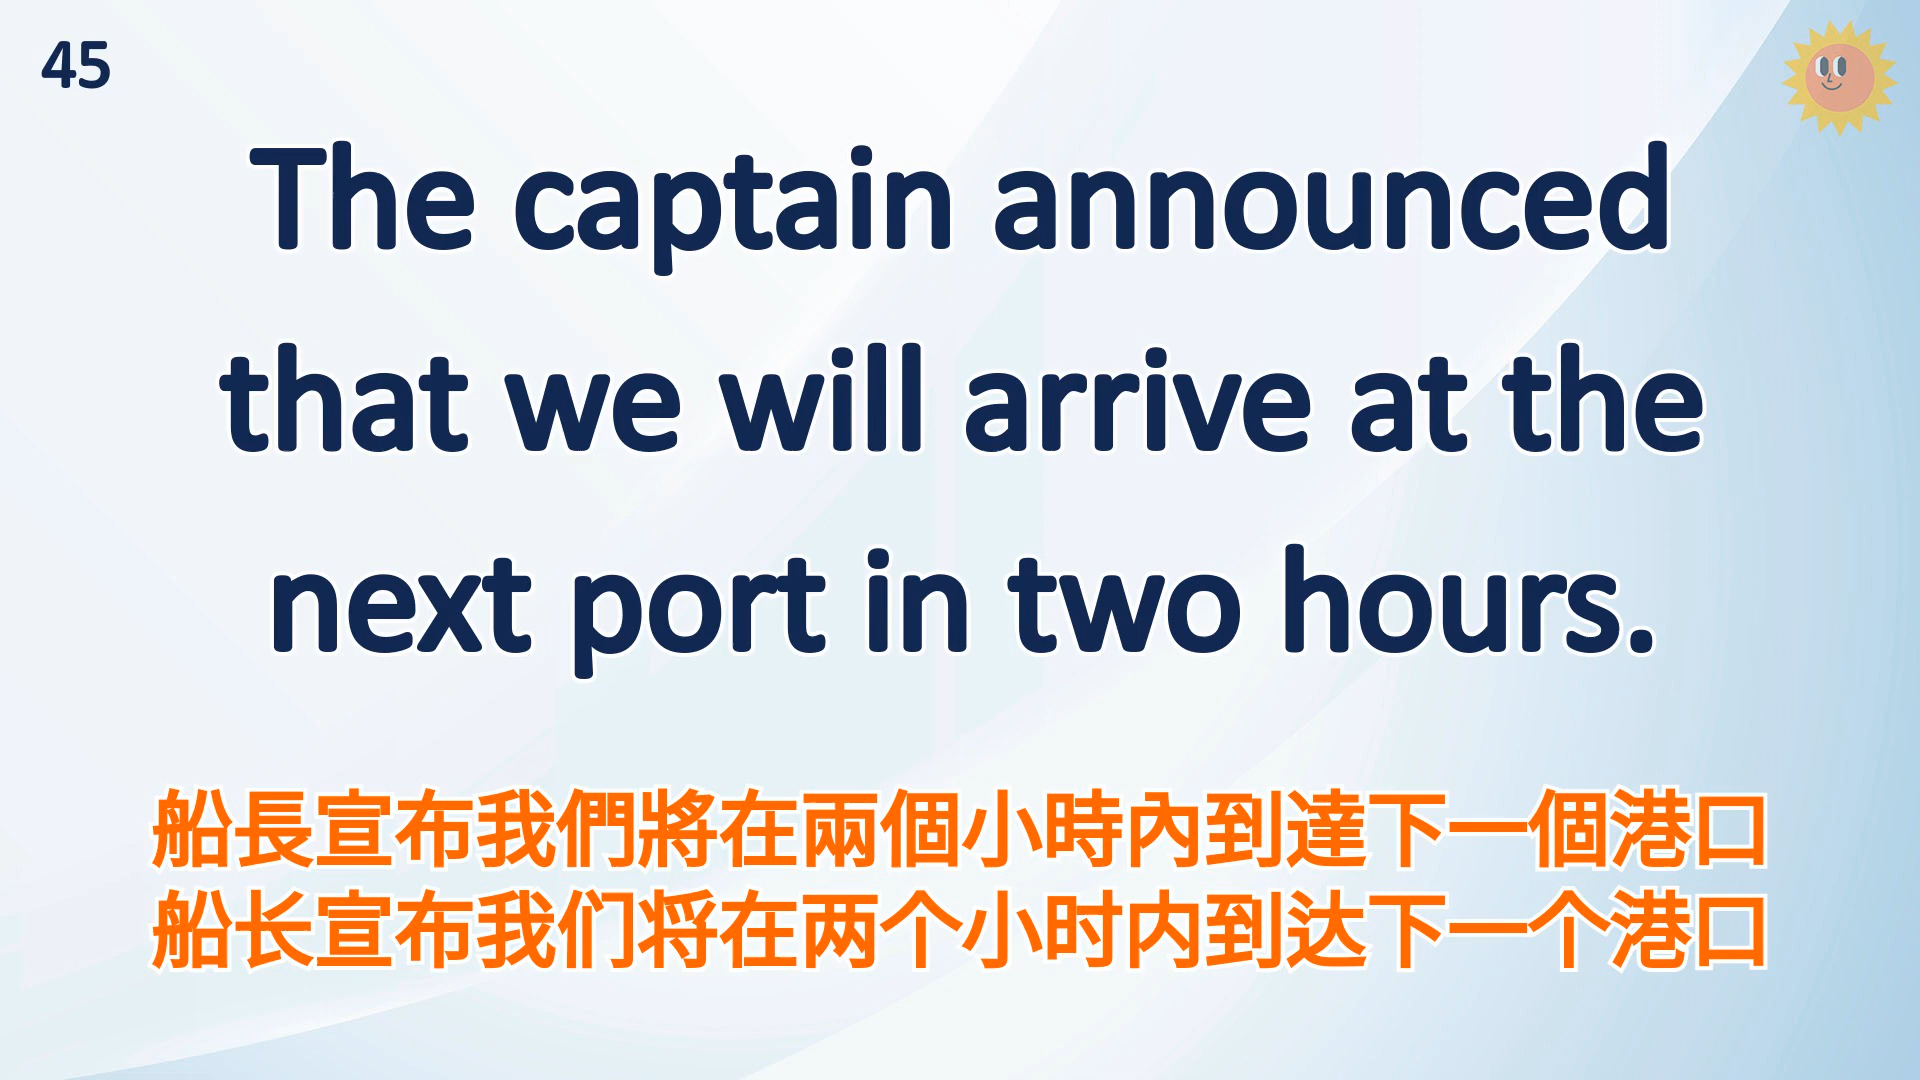 45
The captain announced
that we will arrive at the
next port in two hours.
船長宣布我們將在兩個小時內到達下一個港口
船长宣布我们将在两个小时内到达下一个港口